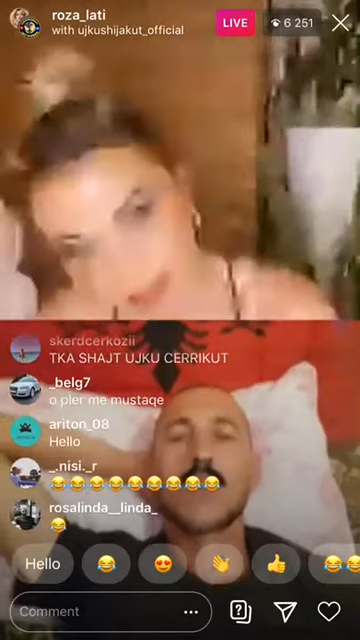 roza_lati
with ujkushijakut_official
LIVE
6 251
skerdcerkozii
TKA SHAJT UJKU CERRIKUT
_belg7
o pler me mustaqe
ariton_08
Hello
_.nisi._r
😂😂😂😂😂😂😂😂😂
rosalinda__linda_
😂
Hello 😂 😍 👋 👍 😂😂
Comment